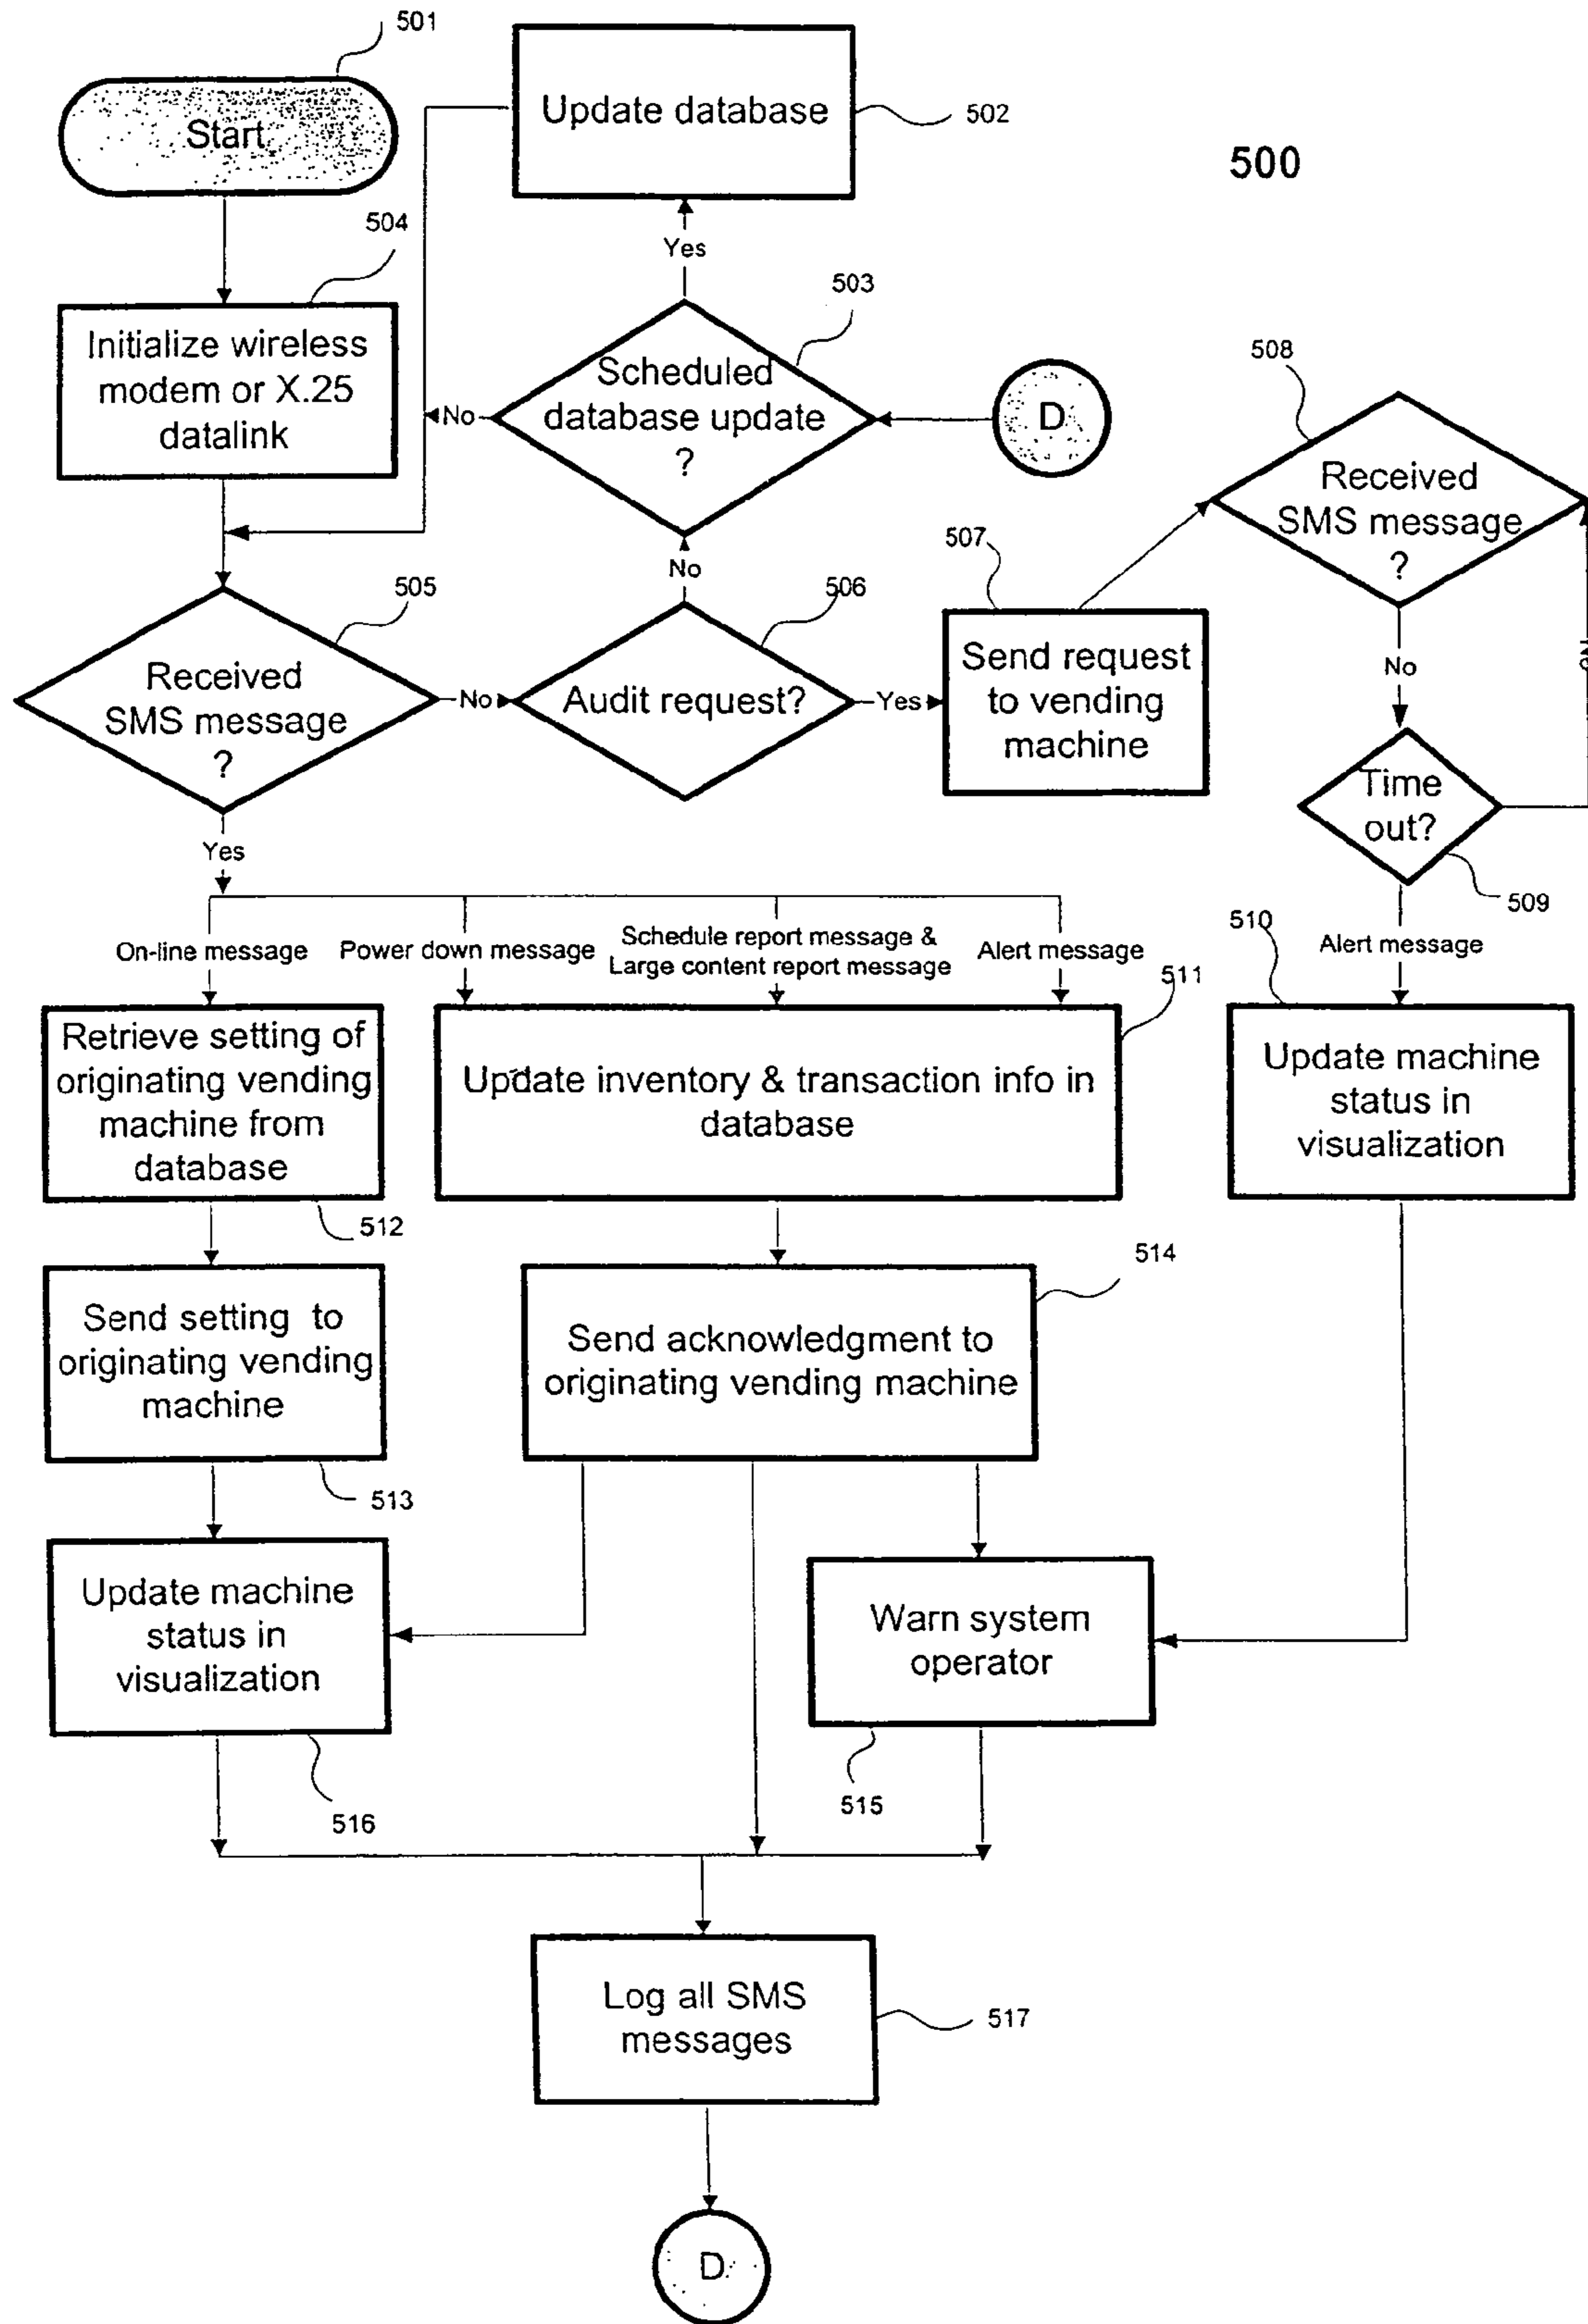 501
Start
Update database
502
500
504
Yes
503
Initialize wireless
modem or X.25
datalink
Scheduled
database update
?
No
D
508
Received
SMS message
?
507
No
505
506
Received
SMS message
?
No
Audit request?
Yes
Send request
to vending
machine
No
No
Time
out?
509
Yes
On-line message
Power down message
Schedule report message &
Large content report message
Alert message
511
510
Alert message
Retrieve setting of
originating vending
machine from
database
Update inventory & transaction info in
database
Update machine
status in
visualization
512
514
Send setting to
originating vending
machine
Send acknowledgment to
originating vending machine
513
Update machine
status in
visualization
Warn system
operator
516
515
Log all SMS
messages
517
D